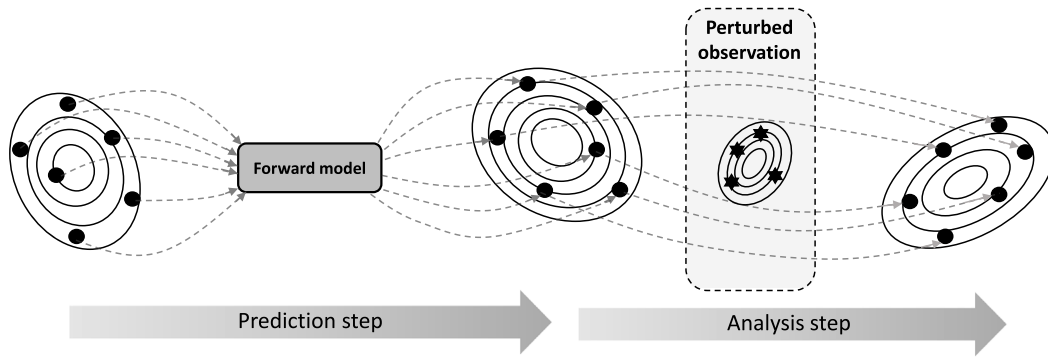 Perturbed
observation
Forward model
Prediction step
Analysis step